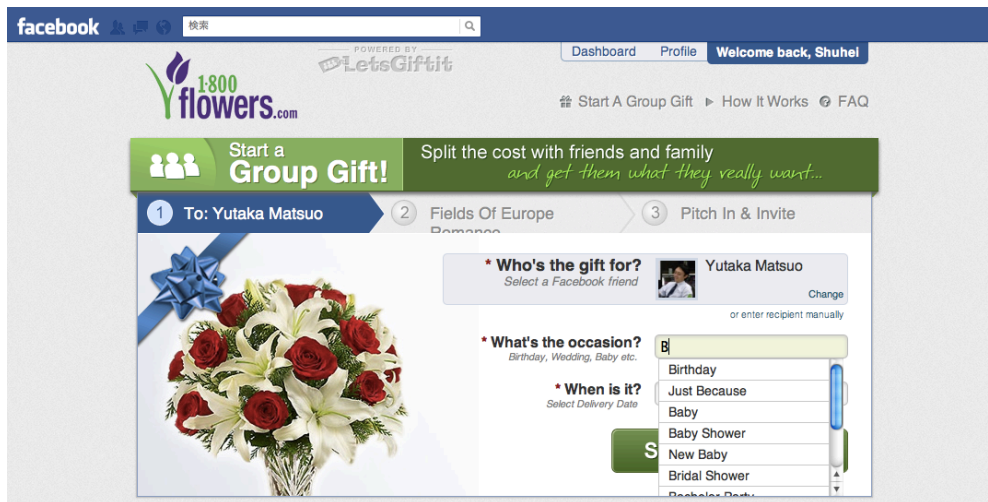 facebook
検索
POWERED BY
LetsGiftit
Dashboard
Profile
Welcome back, Shuhei
1-800
flowers.com
Start A Group Gift
How It Works
FAQ
Start a
Group Gift!
Split the cost with friends and family
and get them what they really want...
1
To: Yutaka Matsuo
2
Fields Of Europe
Romance
3
Pitch In & Invite
* Who's the gift for?
Select a Facebook friend
Yutaka Matsuo
Change
or enter recipient manually
* What's the occasion?
Birthday, Wedding, Baby etc.
B
Birthday
Just Because
Baby
Baby Shower
New Baby
Bridal Shower
Bachelor Party
* When is it?
Select Delivery Date
S